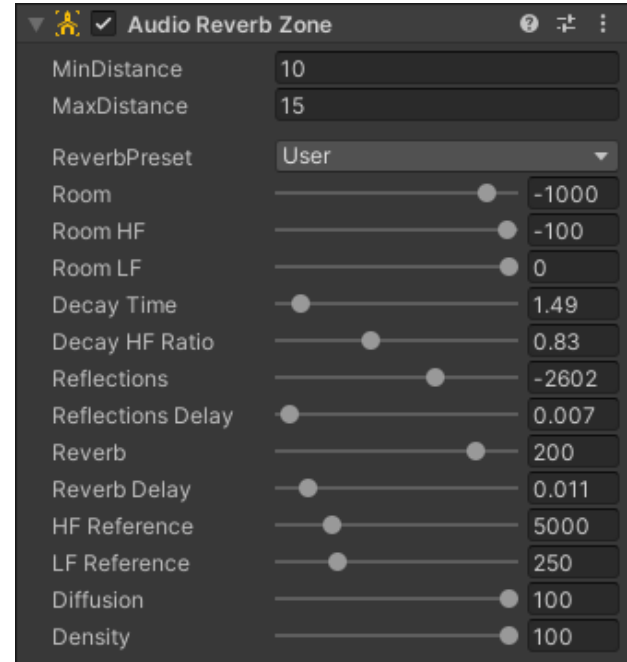 Audio Reverb Zone
MinDistance 10
MaxDistance 15
ReverbPreset User
Room -1000
Room HF -100
Room LF 0
Decay Time 1.49
Decay HF Ratio 0.83
Reflections -2602
Reflections Delay 0.007
Reverb 200
Reverb Delay 0.011
HF Reference 5000
LF Reference 250
Diffusion 100
Density 100